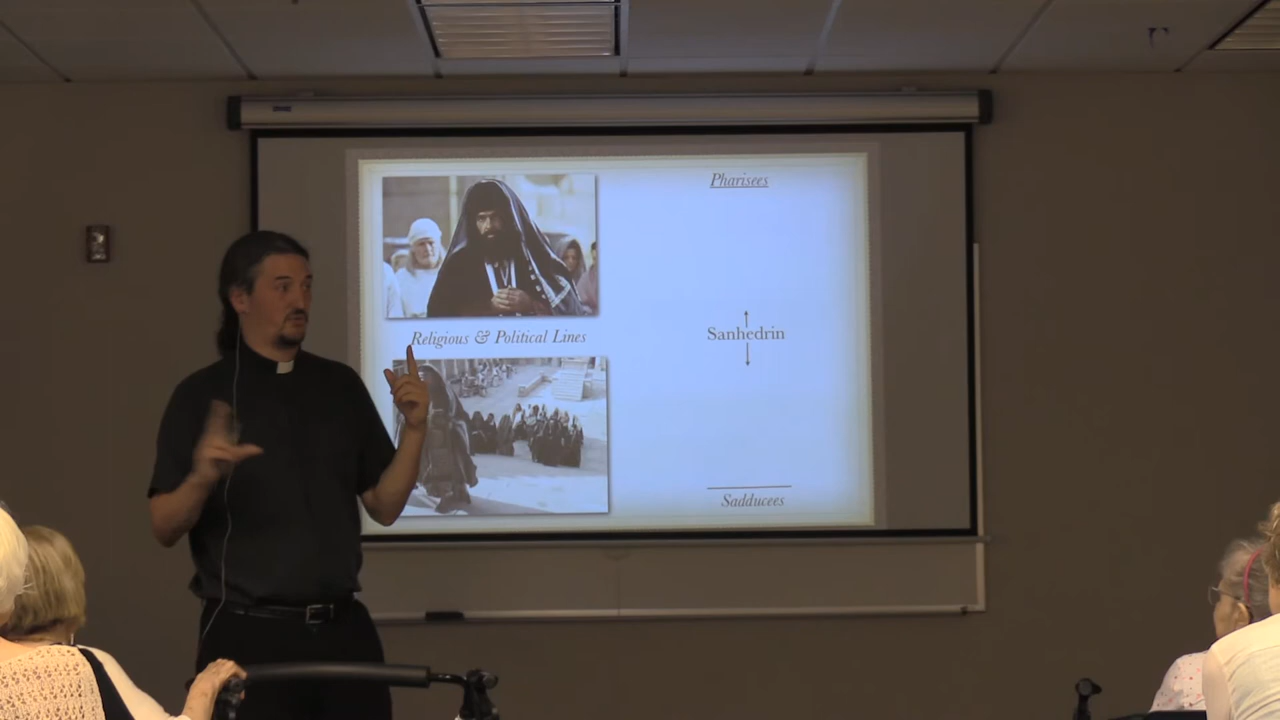 Pharisees
Religious & Political Lines
Sanhedrin
Sadducees